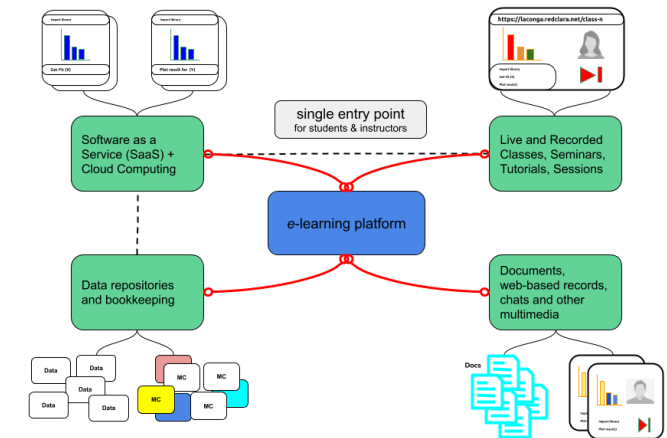 Import library
Get Fit (X)
Import library
Plot result for (Y)
https://laconga.redclara.net/class-n
Import library
Get Fit (X)
Plot result()
single entry point
for students & instructors
Software as a
Service (SaaS) +
Cloud Computing
Live and Recorded
Classes, Seminars,
Tutorials, Sessions
e-learning platform
Data repositories
and bookkeeping
Documents,
web-based records,
chats and other
multimedia
Data
Data
Data
Data
Data
MC
MC
MC
MC
Docs
Import library
Plot result()